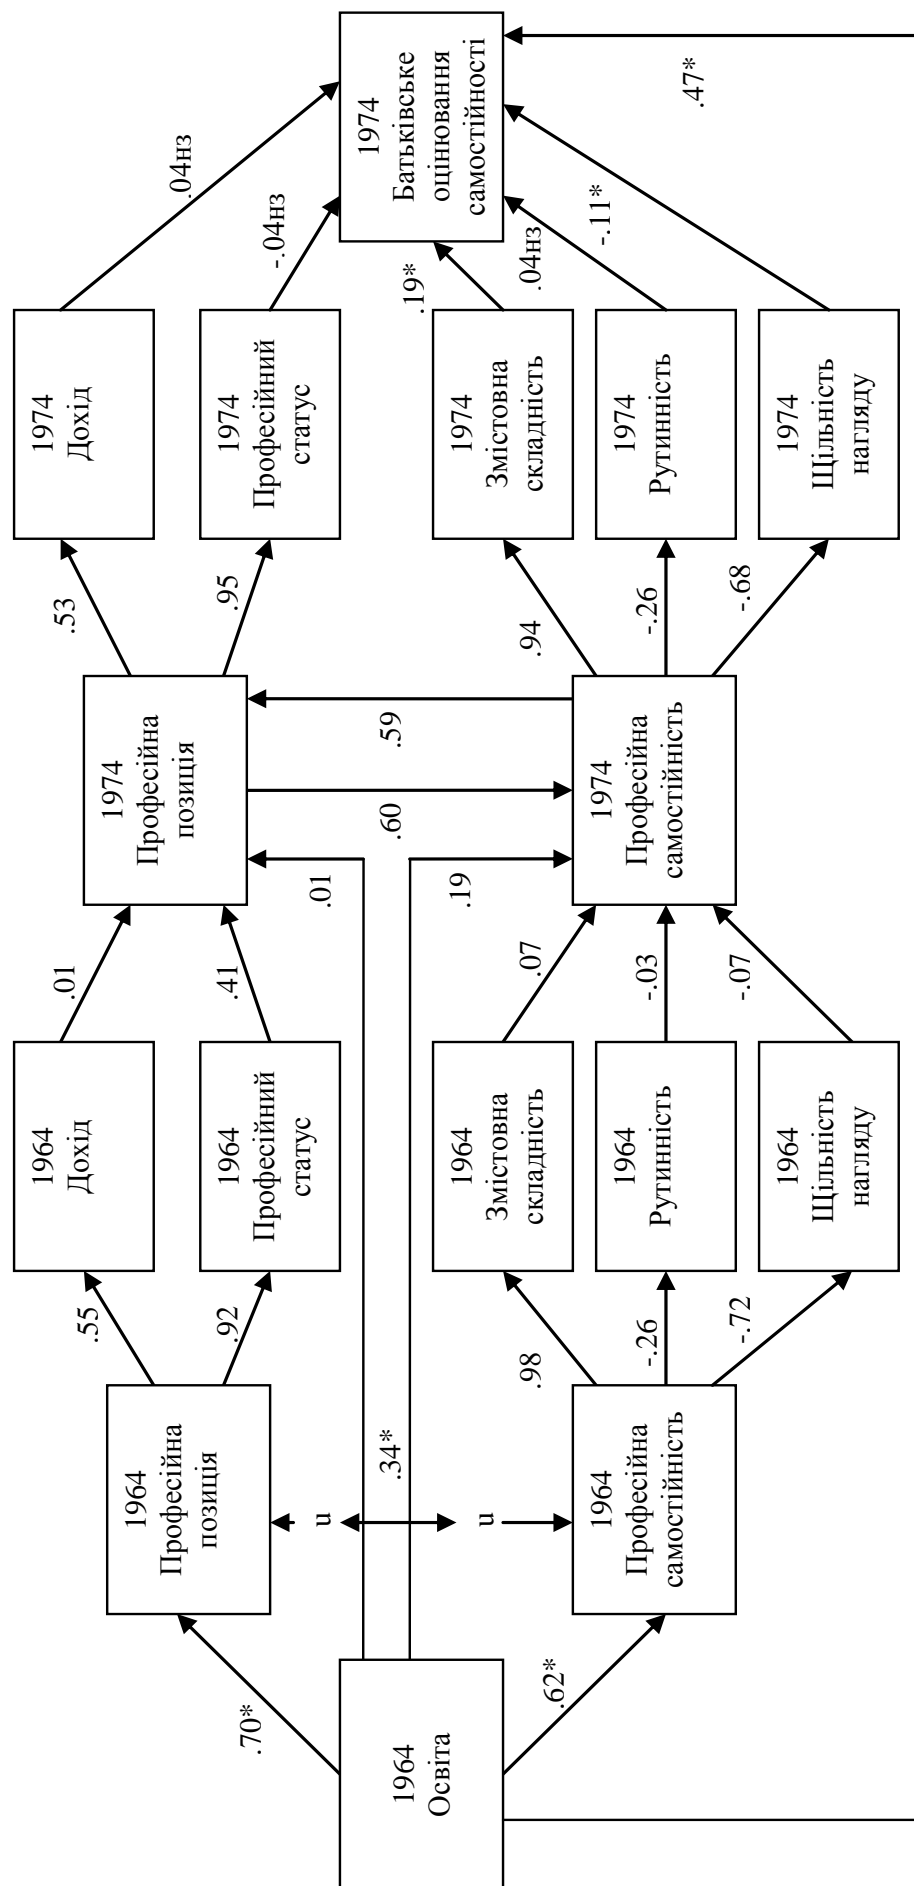 1964
Освіта
.70*
.62*
1964
Професійна
позиція
u
.34*
u
1964
Професійна
самостійність
.55
.92
.98
-.26
-.72
1964
Дохід
1964
Професійний
статус
1964
Змістовна
складність
1964
Рутинність
1964
Щільність
нагляду
.01
.41
.01
.19
.07
-.03
-.07
1974
Професійна
позиція
.60
.59
1974
Професійна
самостійність
.53
.95
.94
-.26
-.68
1974
Дохід
1974
Професійний
статус
1974
Змістовна
складність
1974
Рутинність
1974
Щільність
нагляду
.04нз
-.04нз
.19*
.04нз
-.11*
.47*
1974
Батьківське
оцінювання
самостійності